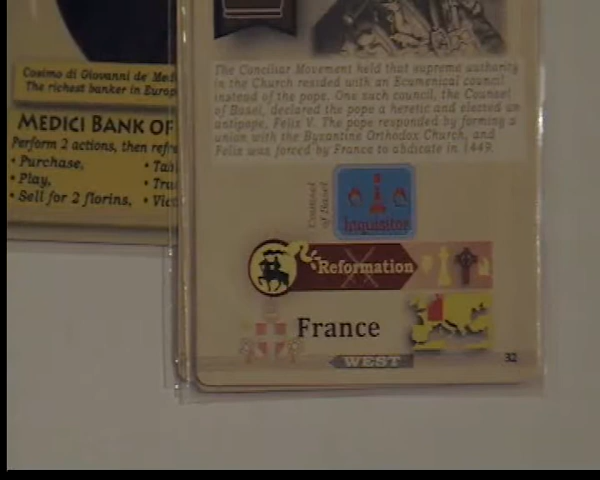 Cosimo di Giovanni de Med
The richest banker in Europ
MEDICI BANK OF
Perform 2 actions, then refre
• Purchase,
• Play,
• Sell for 2 florins,
• Tab
• Tra
• Vic
The Conciliar Movement held that supreme authority
in the Church resided with an Ecumenical council
instead of the pope. One such council, the Counsel
of Basel, declared the pope a heretic and elected an
antipope, Felix V. The pope responded by forming a
union with the Byzantine Orthodox Church, and
Felix was forced by France to abdicate in 1449.
Counsel
of Basel
Inquisitor
Reformation
France
WEST
32